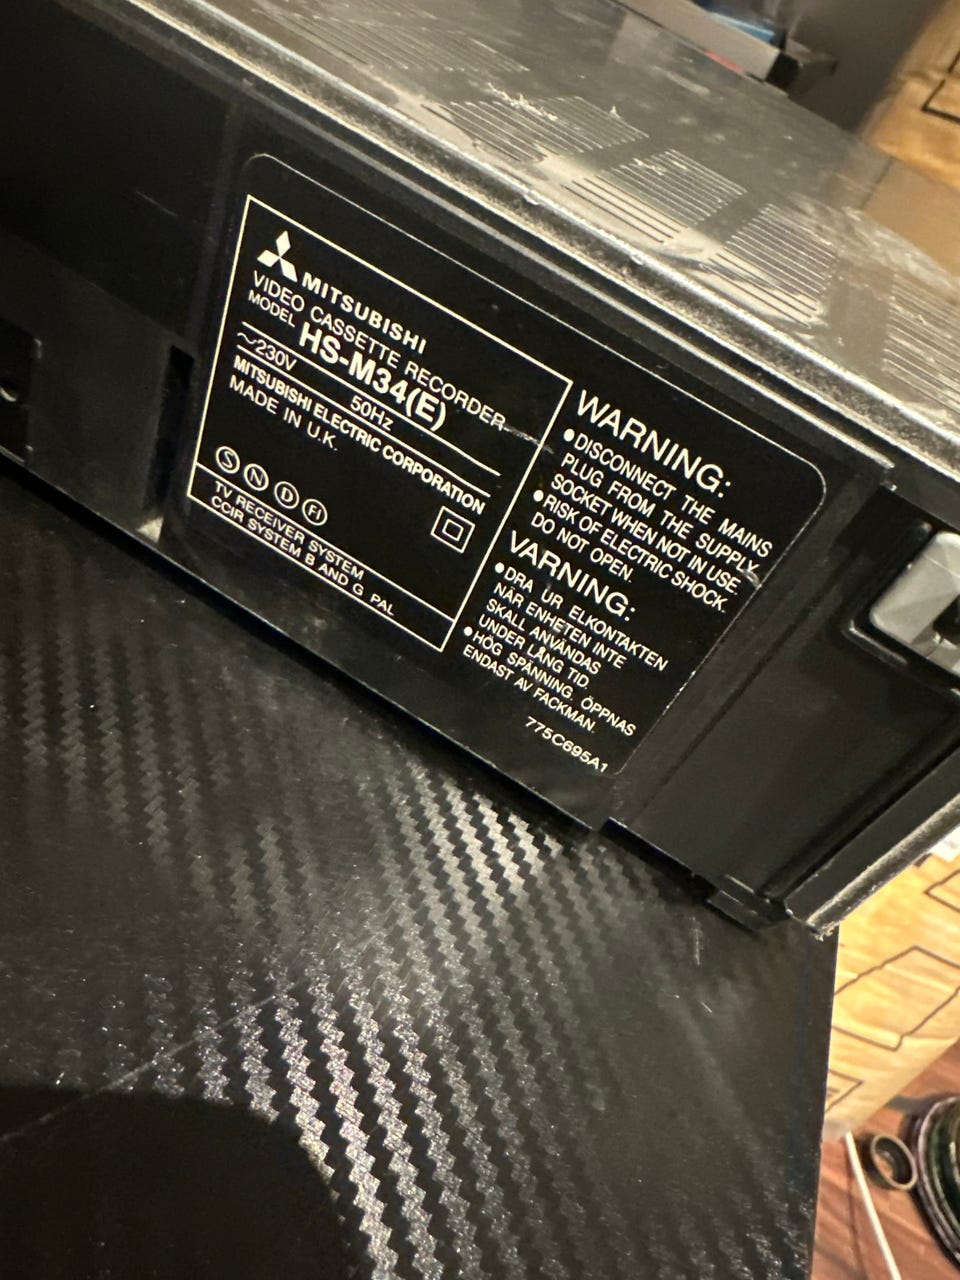 MITSUBISHI
VIDEO CASSETTE RECORDER
MODEL HS-M34(E)
~230V 50Hz
MITSUBISHI ELECTRIC CORPORATION
MADE IN U.K.
S N D FI
TV RECEIVER SYSTEM
CCIR SYSTEM B AND G PAL
WARNING:
●DISCONNECT THE MAINS
PLUG FROM THE SUPPLY
SOCKET WHEN NOT IN USE.
●RISK OF ELECTRIC SHOCK.
DO NOT OPEN.
VARNING:
●DRA UR ELKONTAKTEN
NÄR ENHETEN INTE
SKALL ANVÄNDAS
UNDER LÅNG TID.
●HÖG SPÄNNING. ÖPPNAS
ENDAST AV FACKMAN.
775C695A1